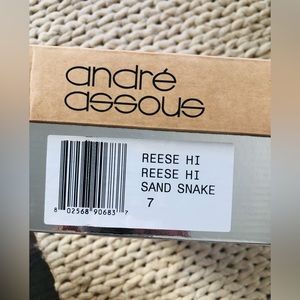 andré
assous
REESE HI
REESE HI
SAND SNAKE
7
8 02568 90683 7